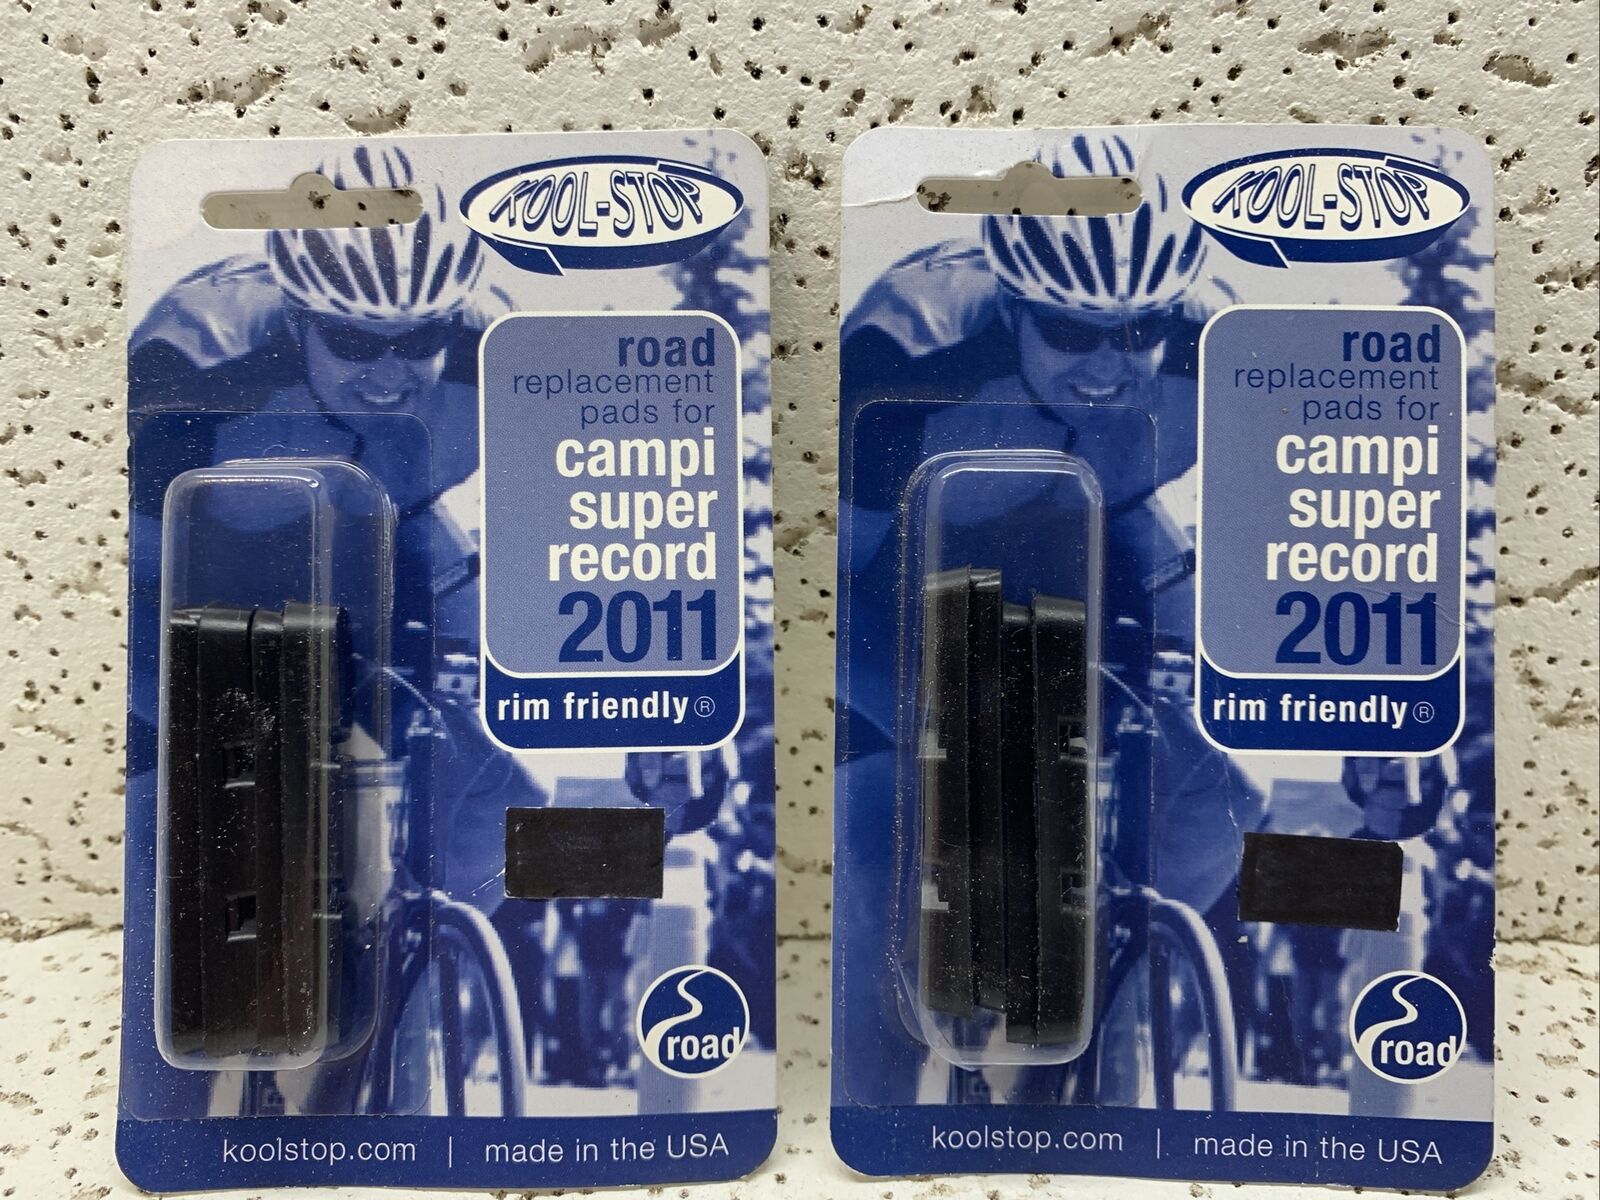 KOOL-STOP
road
replacement
pads for
campi
super
record
2011
rim friendly®
road
koolstop.com | made in the USA
KOOL-STOP
road
replacement
pads for
campi
super
record
2011
rim friendly®
road
koolstop.com | made in the USA